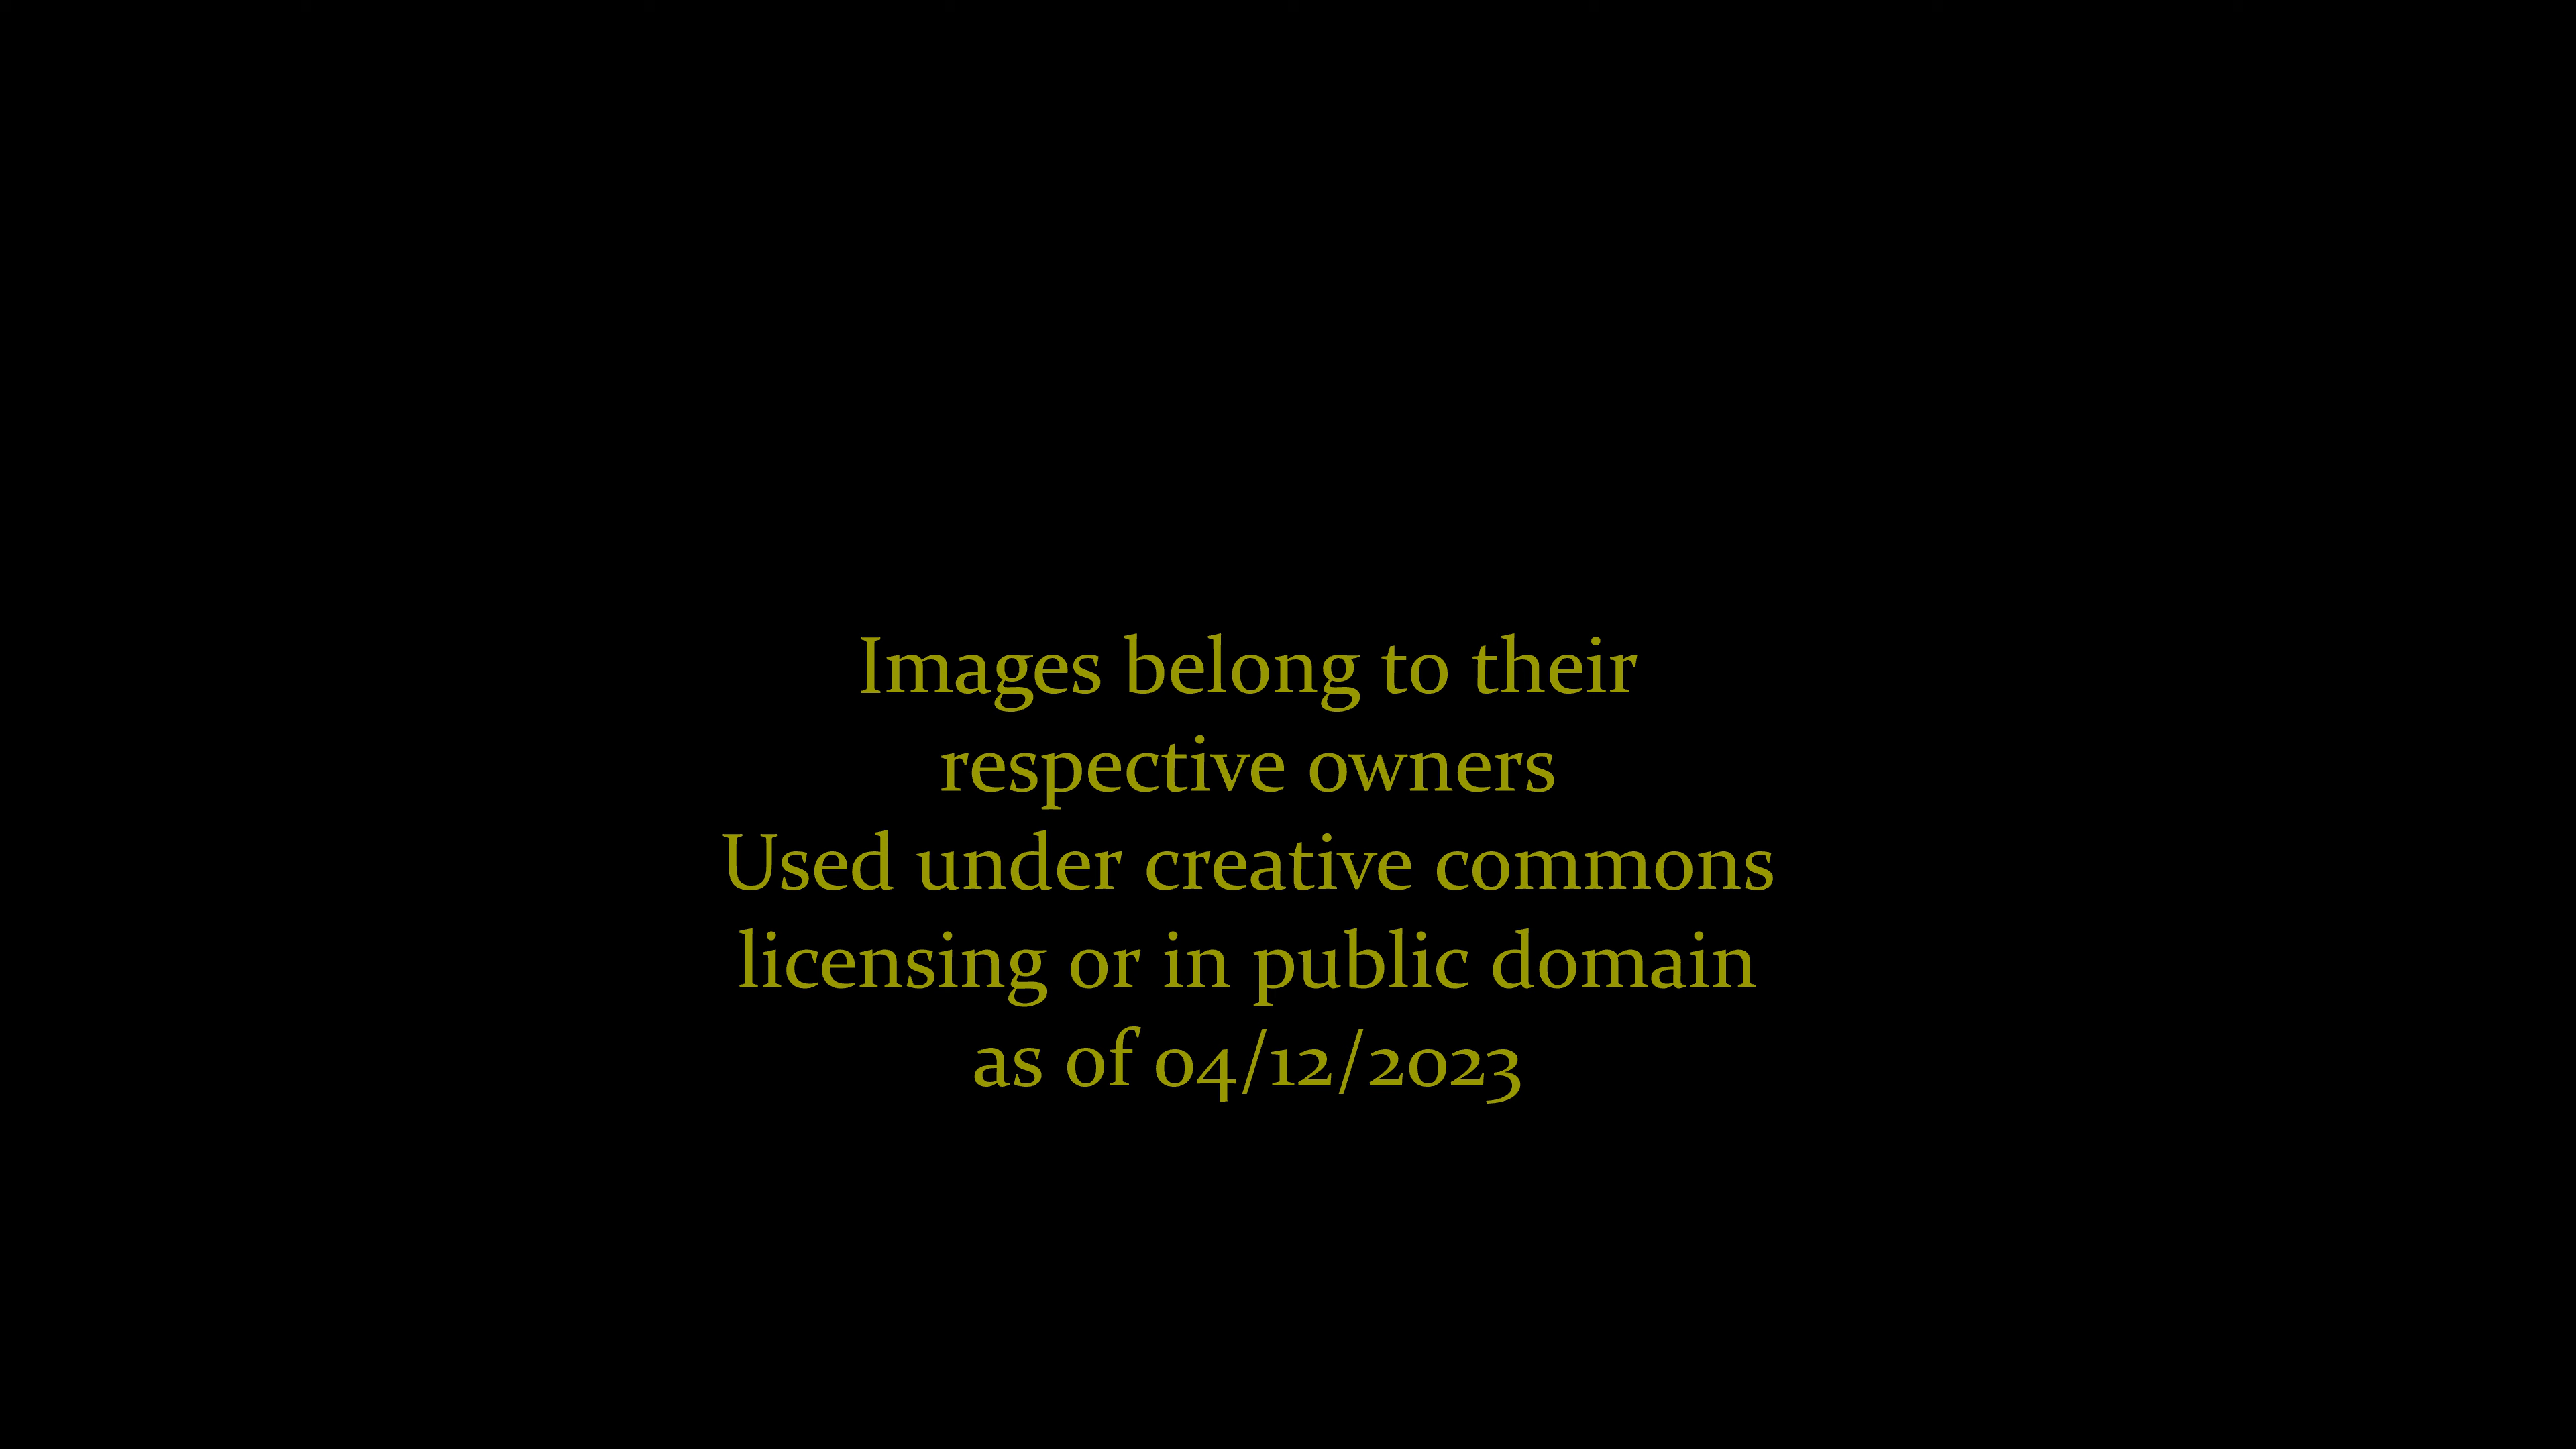 Images belong to their
respective owners
Used under creative commons
licensing or in public domain
as of 04/12/2023